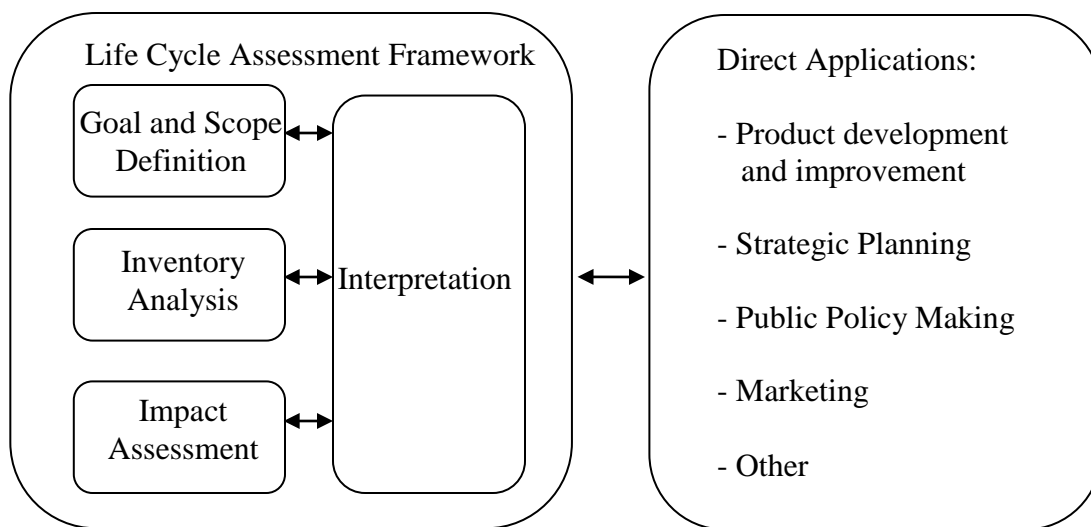 Life Cycle Assessment Framework
Goal and Scope
Definition
Inventory
Analysis
Impact
Assessment
Interpretation
Direct Applications:
- Product development
and improvement
- Strategic Planning
- Public Policy Making
- Marketing
- Other